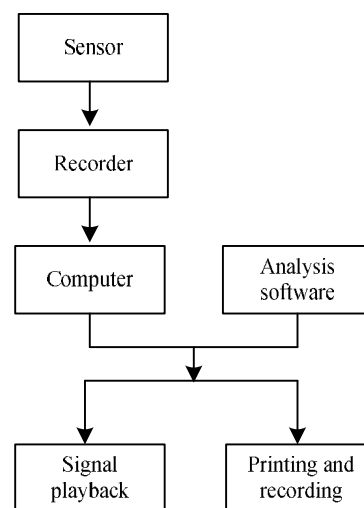 Sensor
Recorder
Computer
Analysis
software
Signal
playback
Printing and
recording